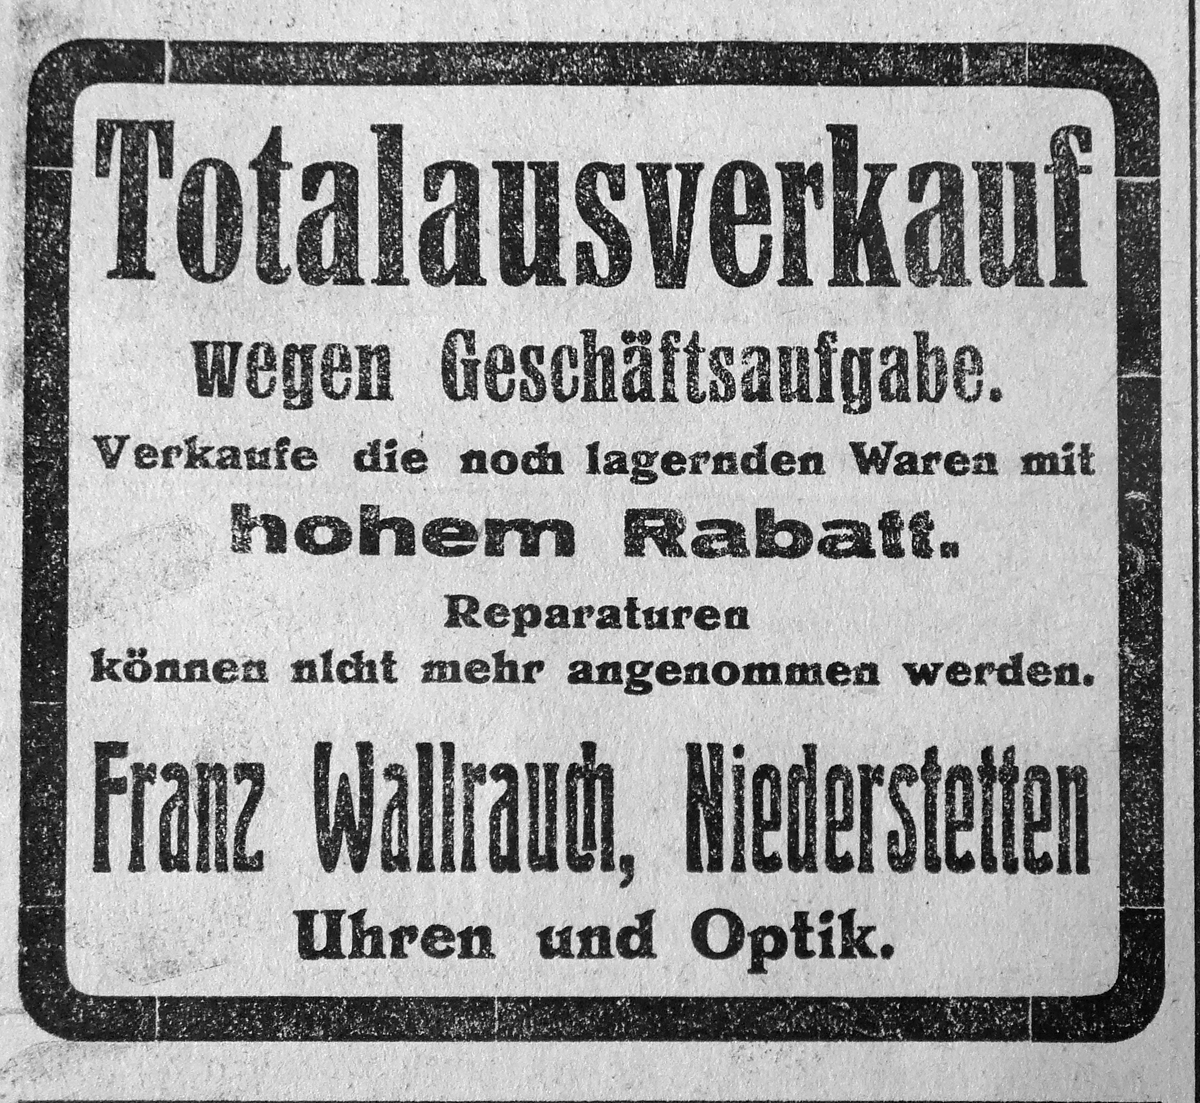 Totalausverkauf
wegen Geschäftsaufgabe.
Verkaufe die noch lagernden Waren mit
hohem Rabatt.
Reparaturen
können nicht mehr angenommen werden.
Franz Wallrauch, Niederstetten
Uhren und Optik.